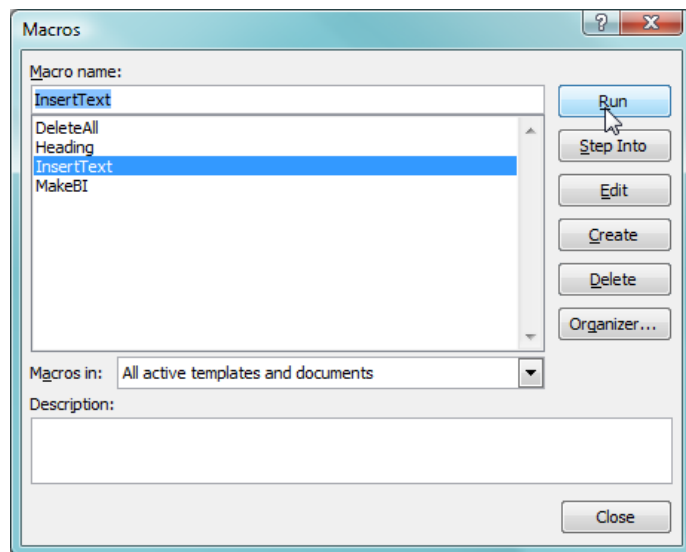 Macros
Macro name:
InsertText
Run
DeleteAll
Heading
InsertText
MakeBI
Step Into
Edit
Create
Delete
Organizer...
Macros in: All active templates and documents
Description:
Close